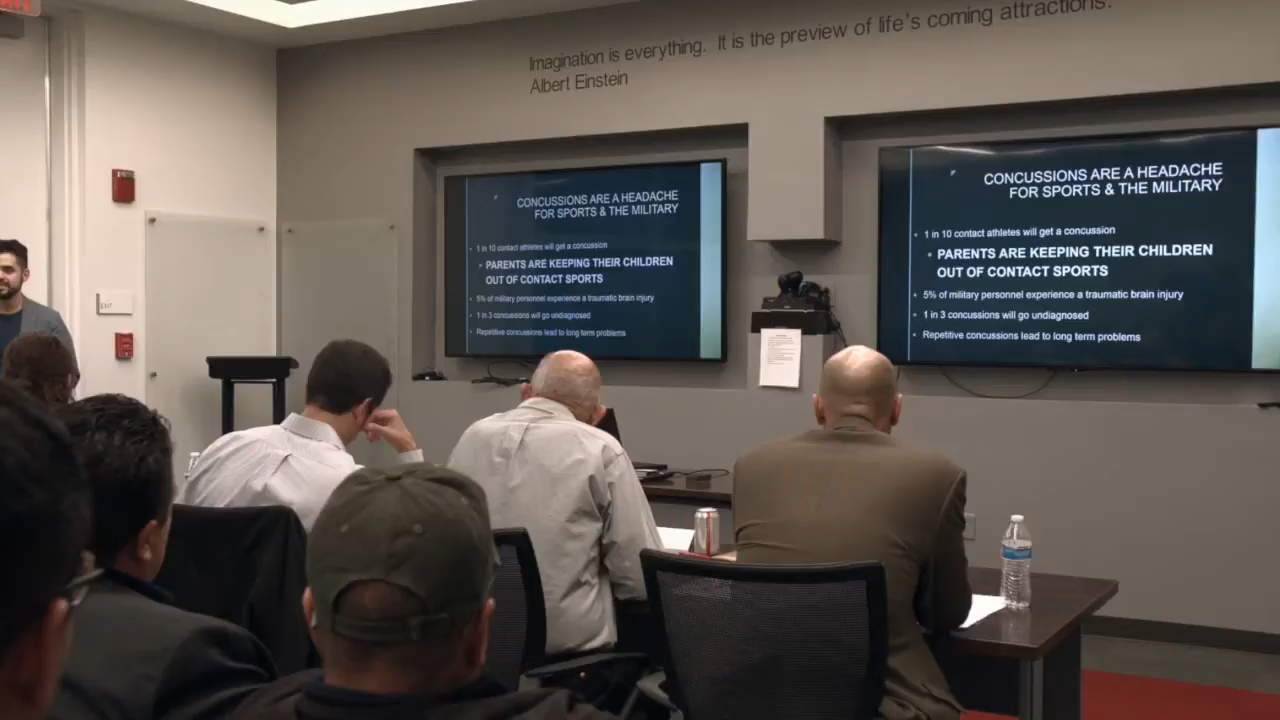 Imagination is everything. It is the preview of life's coming attractions.
Albert Einstein
CONCUSSIONS ARE A HEADACHE
FOR SPORTS & THE MILITARY
1 in 10 contact athletes will get a concussion
PARENTS ARE KEEPING THEIR CHILDREN
OUT OF CONTACT SPORTS
5% of military personnel experience a traumatic brain injury
1 in 3 concussions will go undiagnosed
Repetitive concussions lead to long term problems
CONCUSSIONS ARE A HEADACHE
FOR SPORTS & THE MILITARY
1 in 10 contact athletes will get a concussion
PARENTS ARE KEEPING THEIR CHILDREN
OUT OF CONTACT SPORTS
5% of military personnel experience a traumatic brain injury
1 in 3 concussions will go undiagnosed
Repetitive concussions lead to long term problems
EXIT